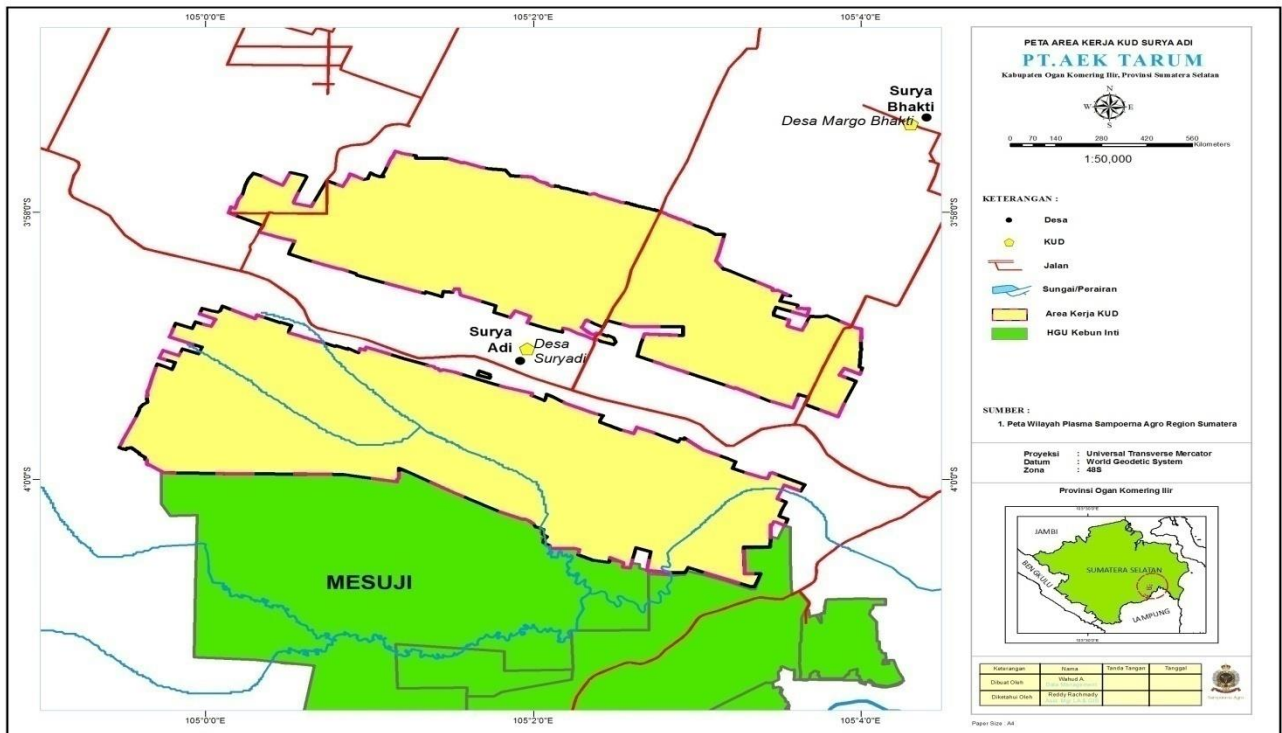 105°0'0"E
105°2'0"E
105°4'0"E
3°58'0"S
4°0'0"S
3°58'0"S
4°0'0"S
105°0'0"E
105°2'0"E
105°4'0"E
Surya
Bhakti
Desa Margo Bhakti
Surya
Adi
Desa
Suryadi
MESUJI
PETA AREA KERJA KUD SURYA ADI
PT.AEK TARUM
Kabupaten Ogan Komering Ilir, Provinsi Sumatera Selatan
N
W E
S
0 70 140 280 420 560
Kilometers
1:50,000
KETERANGAN :
Desa
KUD
Jalan
Sungai/Perairan
Area Kerja KUD
HGU Kebun Inti
SUMBER :
1. Peta Wilayah Plasma Sampoerna Agro Region Sumatera
Proyeksi : Universal Transverse Mercator
Datum : World Geodetic System
Zona : 48S
Provinsi Ogan Komering Ilir
JAMBI
BENGKULU
SUMATERA SELATAN
LAMPUNG
Keterangan Nama Tanda Tangan Tanggal
Dibuat Oleh Wahud A.
Diketahui Oleh Reddy Rachmady
Sampoerna Agro
Paper Size : A4